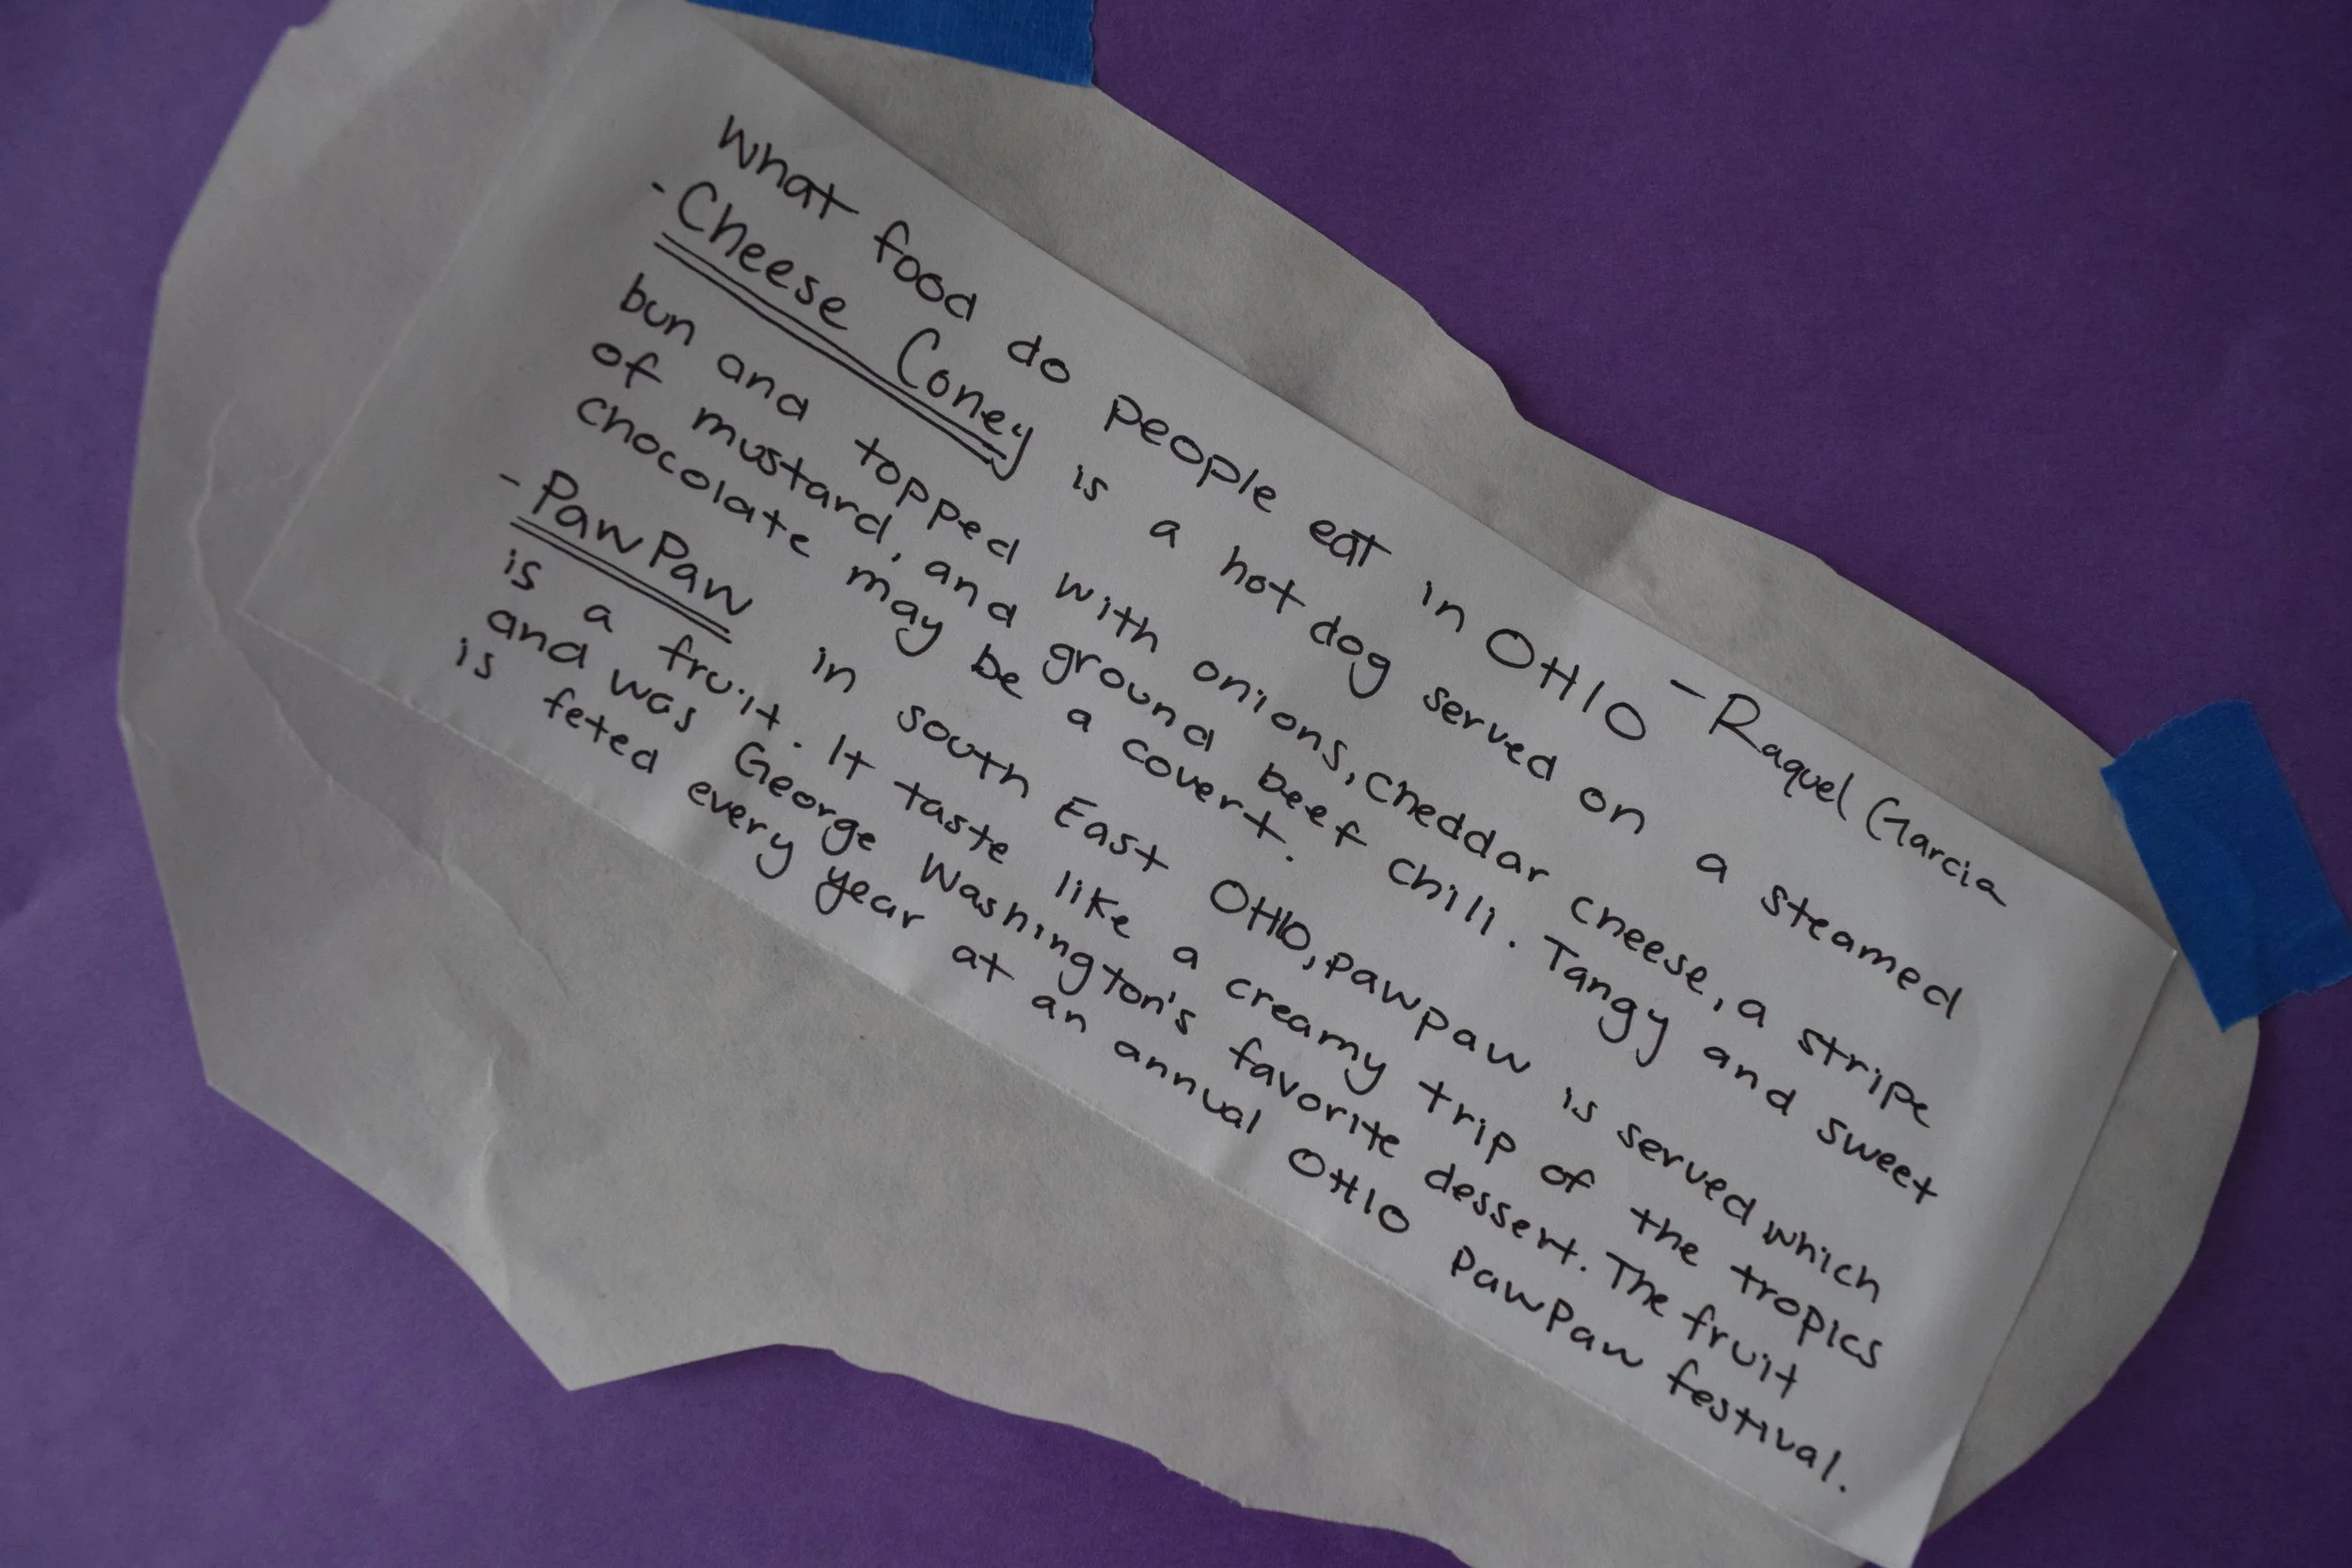 What food do people eat in OHIO - Raquel Garcia
- Cheese Coney is a hot dog served on a steamed
bun and topped with onions, cheddar cheese, a stripe
of mustard, and ground beef chili. Tangy and sweet
chocolate may be a covert.
- PawPaw in south East OHIO, pawpaw is served which
is a fruit. It taste like a creamy trip of the tropics
and was George Washington's favorite dessert. The fruit
is feted every year at an annual OHIO PawPaw festival.